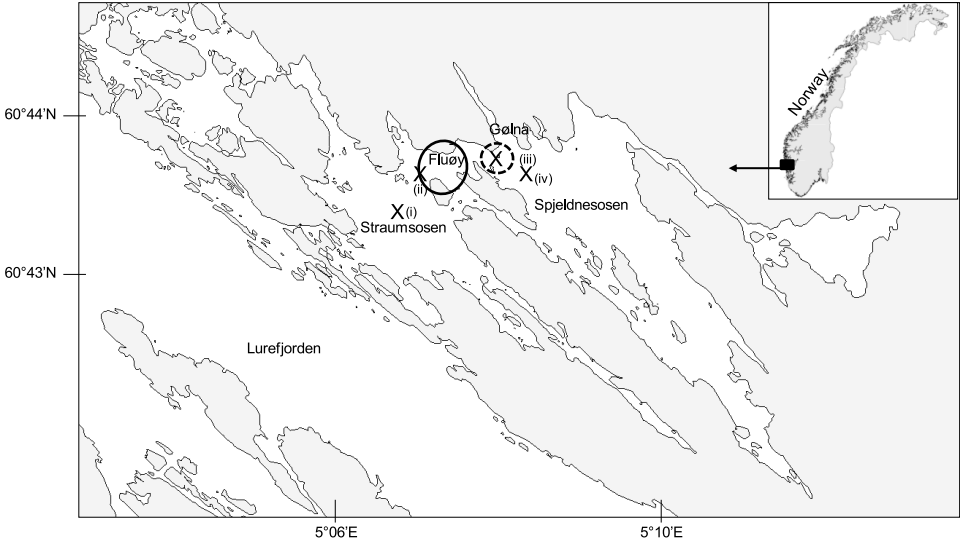 Norway
60°44'N
Gølna
Fluøy
(iii)
X
X
X (iv)
(ii)
Spjeldnesosen
X (i)
Straumsosen
60°43'N
Lurefjorden
5°06'E
5°10'E